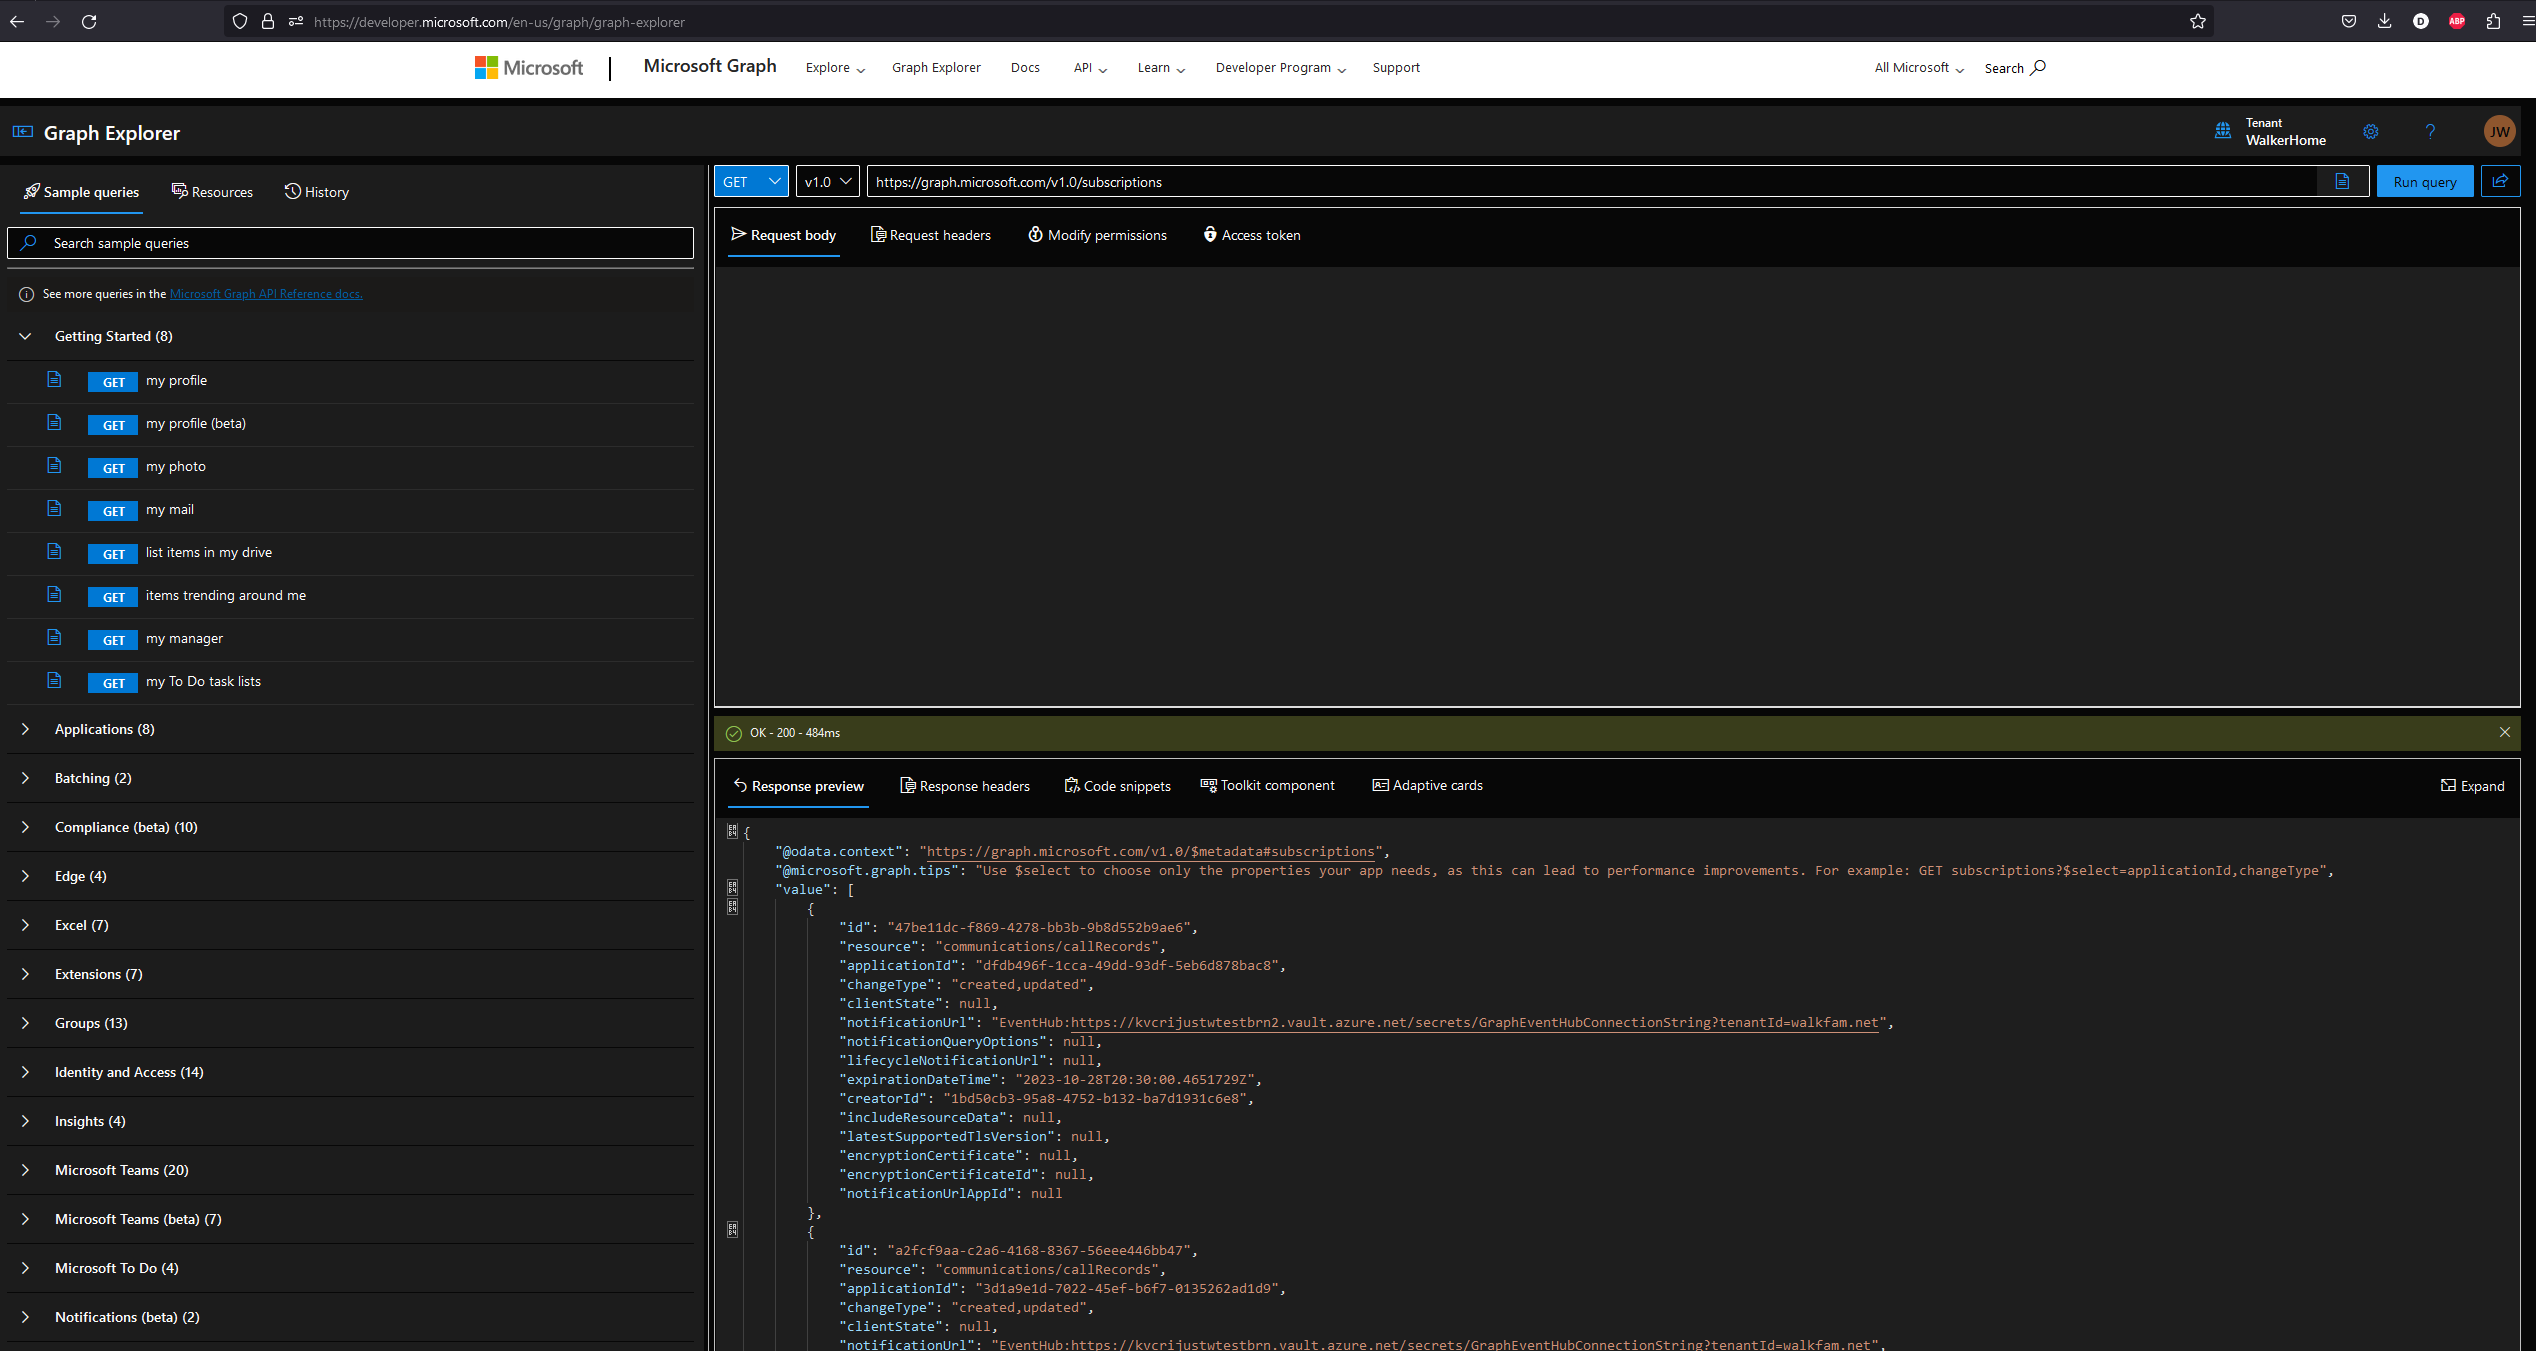 https://developer.microsoft.com/en-us/graph/graph-explorer
D
ABP
Microsoft
Microsoft Graph
Explore
Graph Explorer
Docs
API
Learn
Developer Program
Support
All Microsoft
Search
Graph Explorer
Tenant
WalkerHome
?
JW
Sample queries
Resources
History
Search sample queries
See more queries in the Microsoft Graph API Reference docs.
Getting Started (8)
GET my profile
GET my profile (beta)
GET my photo
GET my mail
GET list items in my drive
GET items trending around me
GET my manager
GET my To Do task lists
Applications (8)
Batching (2)
Compliance (beta) (10)
Edge (4)
Excel (7)
Extensions (7)
Groups (13)
Identity and Access (14)
Insights (4)
Microsoft Teams (20)
Microsoft Teams (beta) (7)
Microsoft To Do (4)
Notifications (beta) (2)
GET
v1.0
https://graph.microsoft.com/v1.0/subscriptions
Run query
Request body
Request headers
Modify permissions
Access token
OK - 200 - 484ms
Response preview
Response headers
Code snippets
Toolkit component
Adaptive cards
Expand
{
"@odata.context": "https://graph.microsoft.com/v1.0/$metadata#subscriptions",
"@microsoft.graph.tips": "Use $select to choose only the properties your app needs, as this can lead to performance improvements. For example: GET subscriptions?$select=applicationId,changeType",
"value": [
{
"id": "47be11dc-f869-4278-bb3b-9b8d552b9ae6",
"resource": "communications/callRecords",
"applicationId": "dfdb496f-1cca-49dd-93df-5eb6d878bac8",
"changeType": "created,updated",
"clientState": null,
"notificationUrl": "EventHub:https://kvcrijustwtestbrn2.vault.azure.net/secrets/GraphEventHubConnectionString?tenantId=walkfam.net",
"notificationQueryOptions": null,
"lifecycleNotificationUrl": null,
"expirationDateTime": "2023-10-28T20:30:00.4651729Z",
"creatorId": "1bd50cb3-95a8-4752-b132-ba7d1931c6e8",
"includeResourceData": null,
"latestSupportedTlsVersion": null,
"encryptionCertificate": null,
"encryptionCertificateId": null,
"notificationUrlAppId": null
},
{
"id": "a2fcf9aa-c2a6-4168-8367-56eee446bb47",
"resource": "communications/callRecords",
"applicationId": "3d1a9e1d-7022-45ef-b6f7-0135262ad1d9",
"changeType": "created,updated",
"clientState": null,
"notificationUrl": "EventHub:https://kvcrijustwtestbrn.vault.azure.net/secrets/GraphEventHubConnectionString?tenantId=walkfam.net",